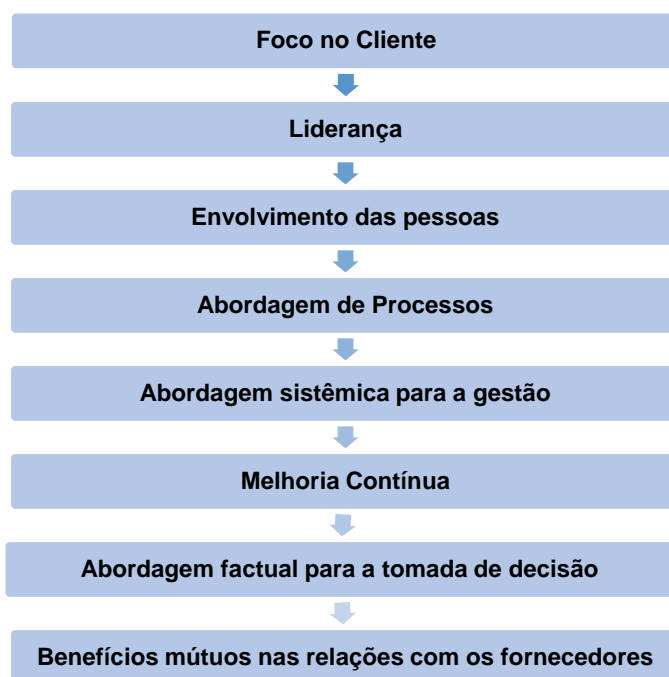 Foco no Cliente
Liderança
Envolvimento das pessoas
Abordagem de Processos
Abordagem sistêmica para a gestão
Melhoria Contínua
Abordagem factual para a tomada de decisão
Benefícios mútuos nas relações com os fornecedores